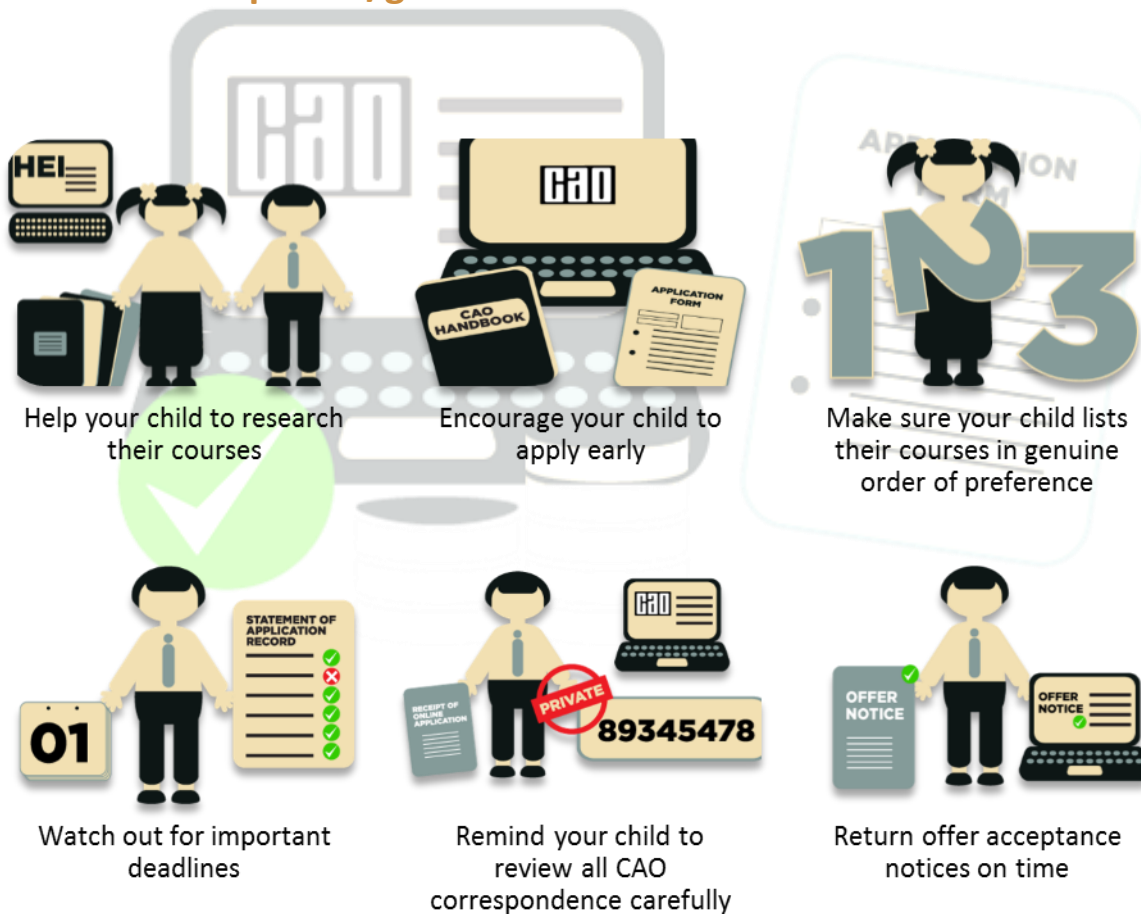 cao
HEI
cao
CAO
HANDBOOK
APPLICATION
FORM
APPLICATION
FORM
1 2 3
Help your child to research
their courses
Encourage your child to
apply early
Make sure your child lists
their courses in genuine
order of preference
01
STATEMENT OF
APPLICATION
RECORD
RECEIPT OF
ONLINE
APPLICATION
PRIVATE
cao
89345478
OFFER
NOTICE
OFFER
NOTICE
Watch out for important
deadlines
Remind your child to
review all CAO
correspondence carefully
Return offer acceptance
notices on time